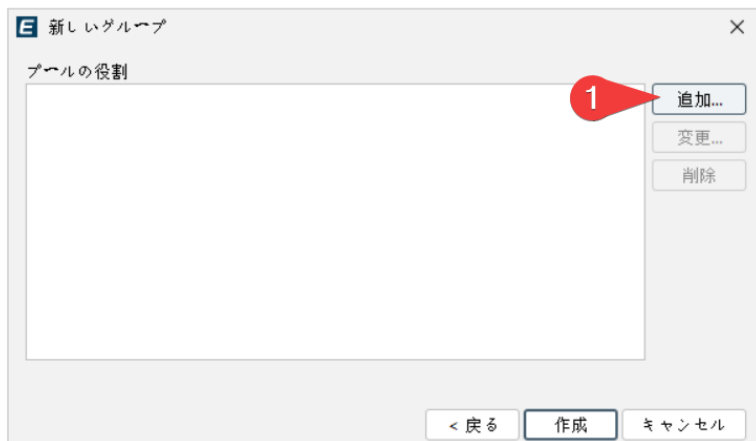 E 新しいグループ
プールの役割
1
追加...
変更...
削除
< 戻る 作成 キャンセル